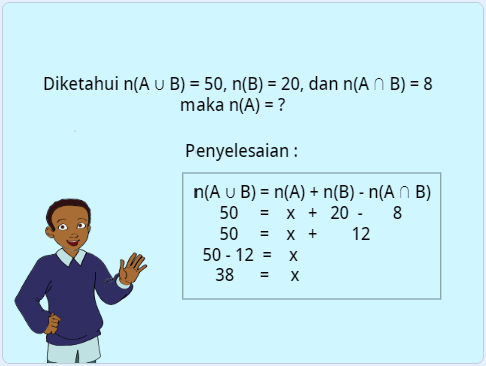 Diketahui n(A ∪ B) = 50, n(B) = 20, dan n(A ∩ B) = 8
maka n(A) = ?
Penyelesaian :
n(A ∪ B) = n(A) + n(B) - n(A ∩ B)
50 = x + 20 - 8
50 = x + 12
50 - 12 = x
38 = x